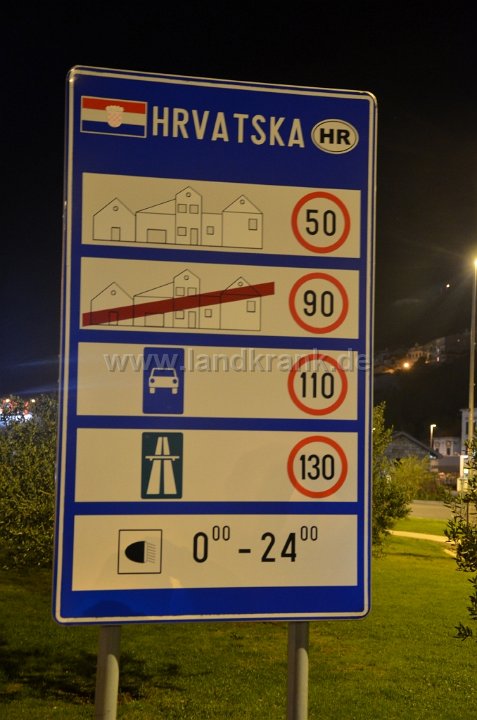 HRVATSKA HR
50
90
www.landkrank.de
110
130
0⁰⁰ - 24⁰⁰